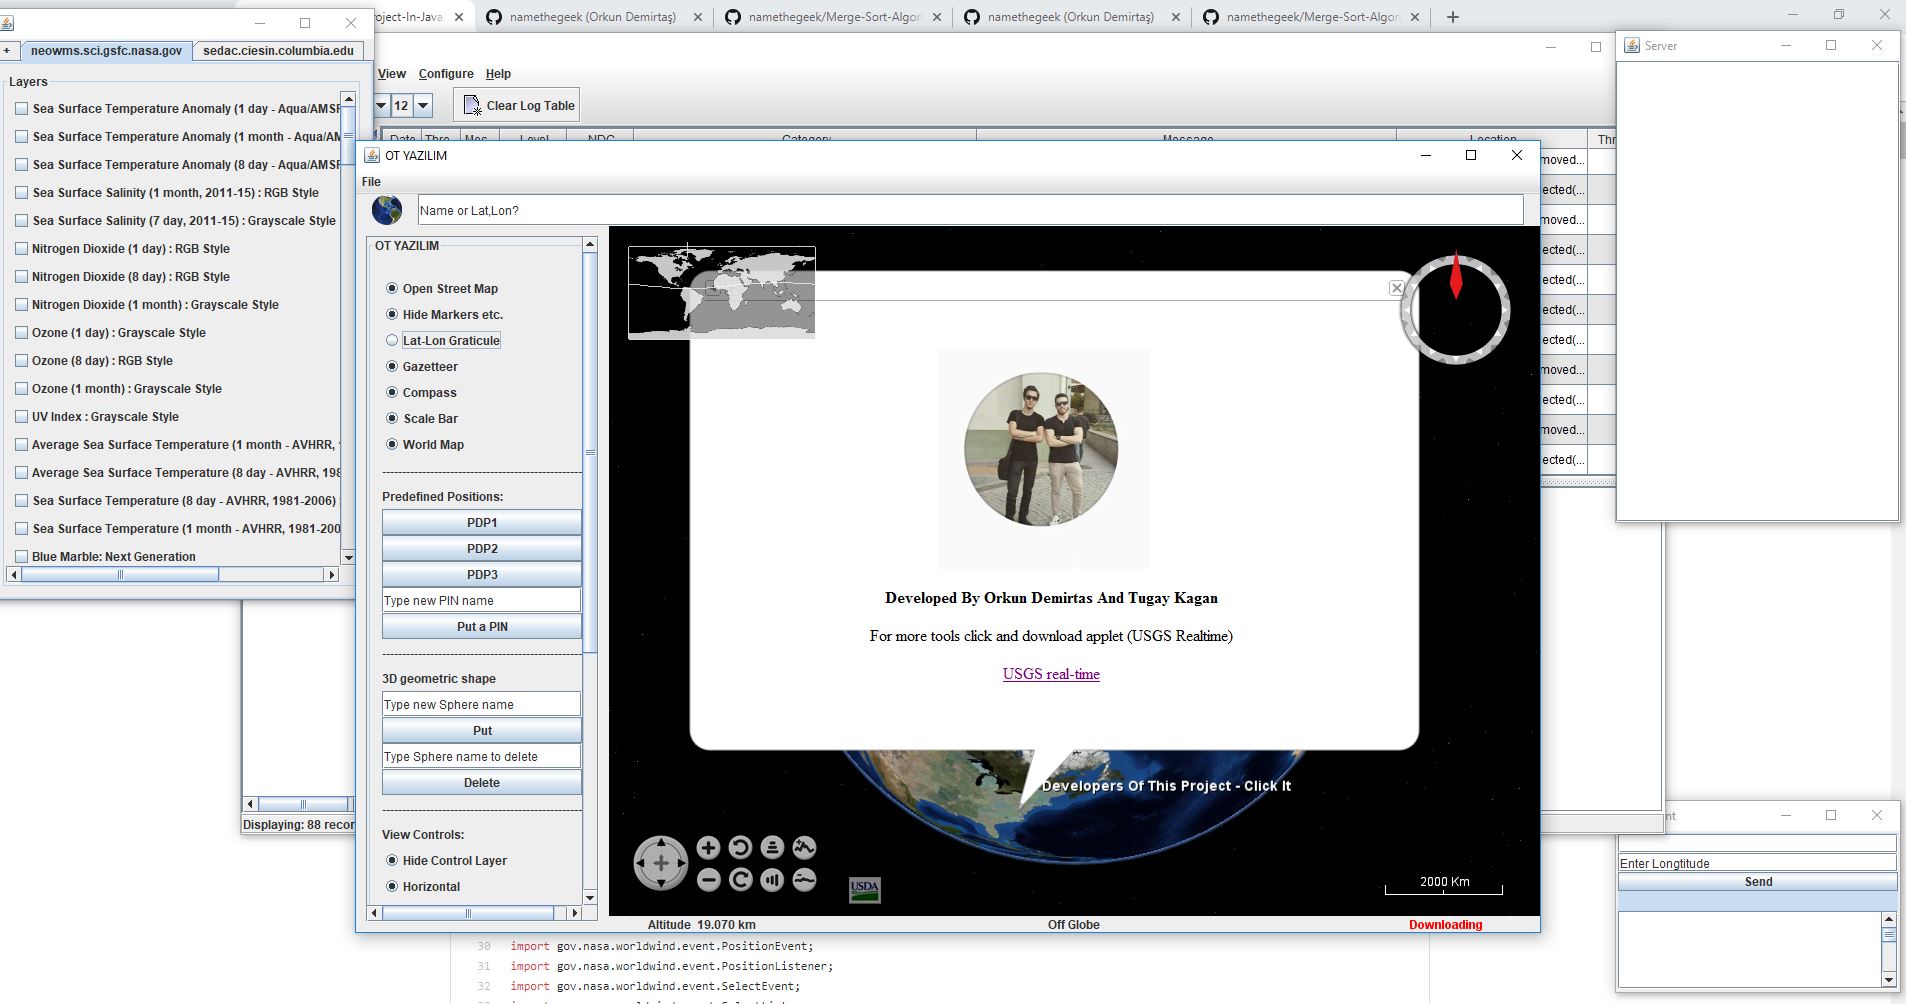 roject-In-Java,
namethegeek (Orkun Demirtaş)
namethegeek/Merge-Sort-Algor
namethegeek (Orkun Demirtaş)
namethegeek/Merge-Sort-Algor
+
neowms.sci.gsfc.nasa.gov
sedac.ciesin.columbia.edu
Layers
Sea Surface Temperature Anomaly (1 day - Aqua/AMSR
Sea Surface Temperature Anomaly (1 month - Aqua/AM
Sea Surface Temperature Anomaly (8 day - Aqua/AMSR
Sea Surface Salinity (1 month, 2011-15) : RGB Style
Sea Surface Salinity (7 day, 2011-15) : Grayscale Style
Nitrogen Dioxide (1 day) : RGB Style
Nitrogen Dioxide (8 day) : RGB Style
Nitrogen Dioxide (1 month) : Grayscale Style
Ozone (1 day) : Grayscale Style
Ozone (8 day) : RGB Style
Ozone (1 month) : Grayscale Style
UV Index : Grayscale Style
Average Sea Surface Temperature (1 month - AVHRR,
Average Sea Surface Temperature (8 day - AVHRR, 198
Sea Surface Temperature (8 day - AVHRR, 1981-2006) :
Sea Surface Temperature (1 month - AVHRR, 1981-200
Blue Marble: Next Generation
View Configure Help
12
Clear Log Table
Date Thre... Mes... Level NDC Category Message Location Thr
moved...
ected(...
moved...
ected(...
ected(...
ected(...
ected(...
moved...
ected(...
moved...
ected(...
Displaying: 88 recor
OT YAZILIM
File
Name or Lat,Lon?
OT YAZILIM
Open Street Map
Hide Markers etc.
Lat-Lon Graticule
Gazetteer
Compass
Scale Bar
World Map
Predefined Positions:
PDP1
PDP2
PDP3
Type new PIN name
Put a PIN
3D geometric shape
Type new Sphere name
Put
Type Sphere name to delete
Delete
View Controls:
Hide Control Layer
Horizontal
Developed By Orkun Demirtas And Tugay Kagan
For more tools click and download applet (USGS Realtime)
USGS real-time
Developers Of This Project - Click It
USDA
2000 Km
Altitude 19.070 km
Off Globe
Downloading
Server
nt
Enter Longtitude
Send
30 import gov.nasa.worldwind.event.PositionEvent;
31 import gov.nasa.worldwind.event.PositionListener;
32 import gov.nasa.worldwind.event.SelectEvent;